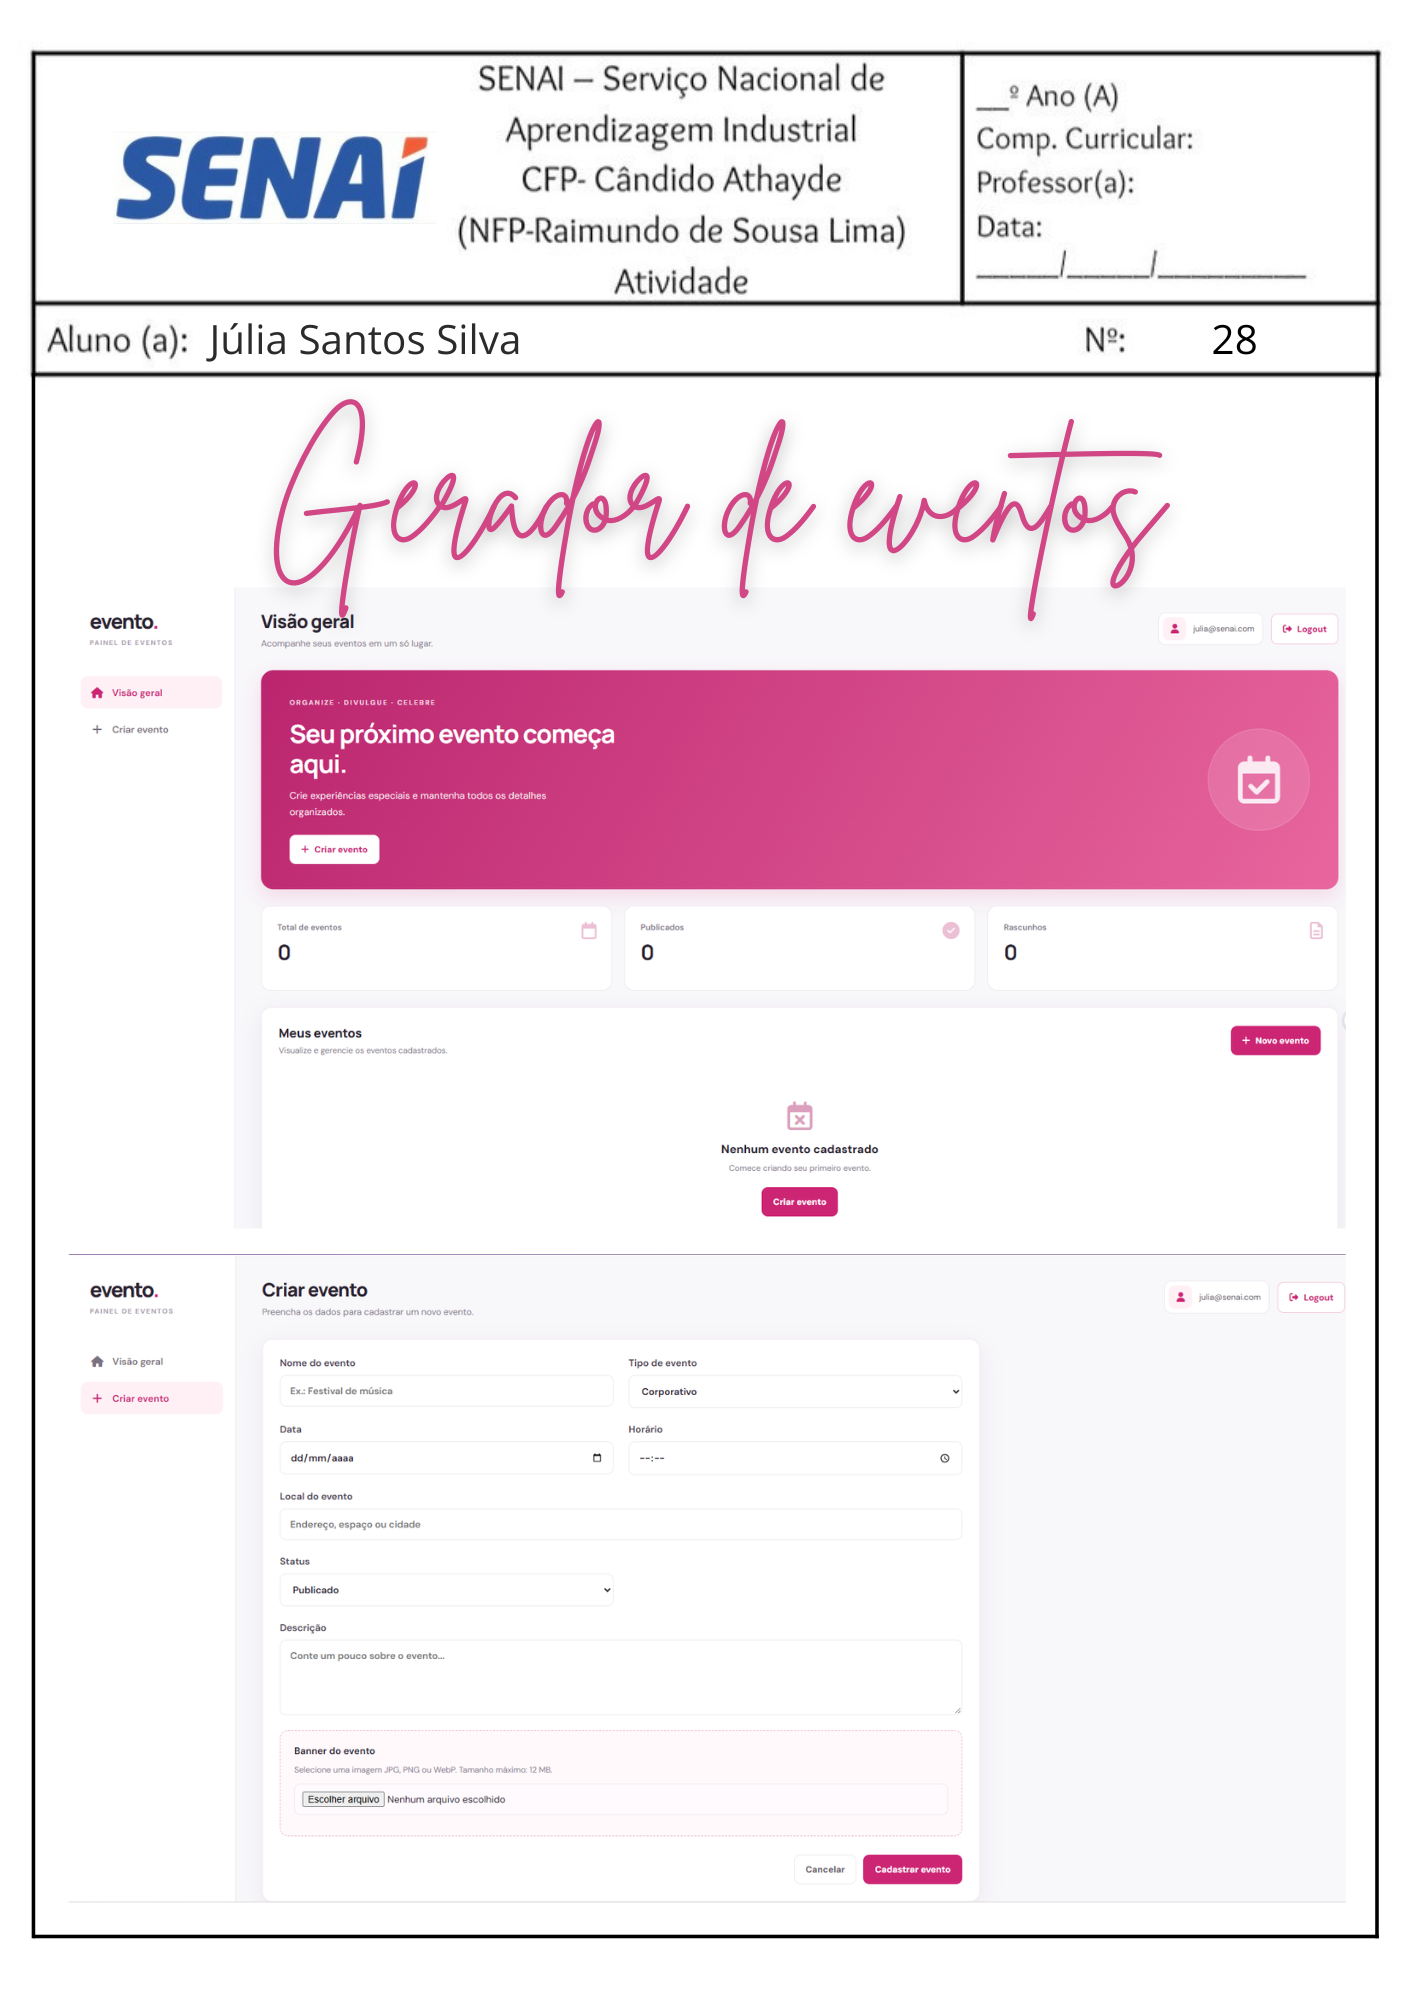 SENAI
SENAI – Serviço Nacional de
Aprendizagem Industrial
CFP- Cândido Athayde
(NFP-Raimundo de Sousa Lima)
Atividade
__º Ano (A)
Comp. Curricular:
Professor(a):
Data:
_____/_____/_________
Aluno (a): Júlia Santos Silva Nº: 28
Gerador de eventos
evento.
PAINEL DE EVENTOS
Visão geral
Criar evento
Visão geral
Acompanhe seus eventos em um só lugar.
julia@senai.com
Logout
ORGANIZE · DIVULGUE · CELEBRE
Seu próximo evento começa
aqui.
Crie experiências especiais e mantenha todos os detalhes
organizados.
+ Criar evento
Total de eventos
0
Publicados
0
Rascunhos
0
Meus eventos
Visualize e gerencie os eventos cadastrados.
+ Novo evento
Nenhum evento cadastrado
Comece criando seu primeiro evento.
Criar evento
evento.
PAINEL DE EVENTOS
Visão geral
+ Criar evento
Criar evento
Preencha os dados para cadastrar um novo evento.
julia@senai.com
Logout
Nome do evento
Ex.: Festival de música
Tipo de evento
Corporativo
Data
dd/mm/aaaa
Horário
--:--
Local do evento
Endereço, espaço ou cidade
Status
Publicado
Descrição
Conte um pouco sobre o evento...
Banner do evento
Selecione uma imagem JPG, PNG ou WebP. Tamanho máximo: 12 MB.
Escolher arquivo Nenhum arquivo escolhido
Cancelar
Cadastrar evento